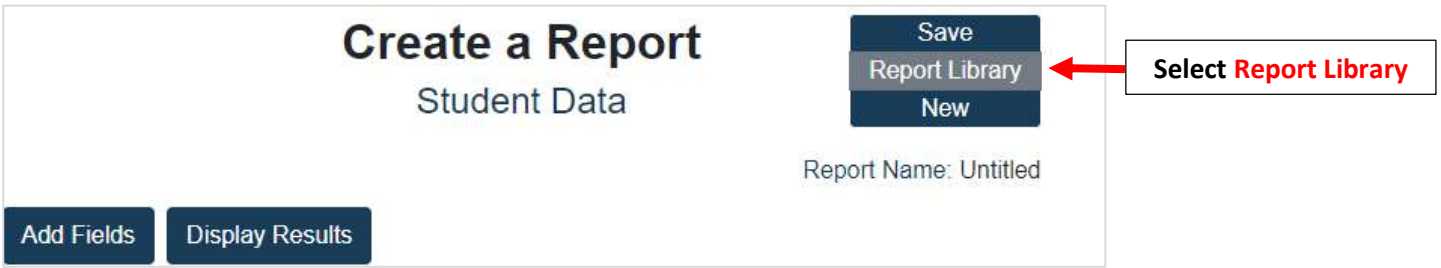 Create a Report
Student Data
Save
Report Library
New
Select Report Library
Report Name: Untitled
Add Fields
Display Results